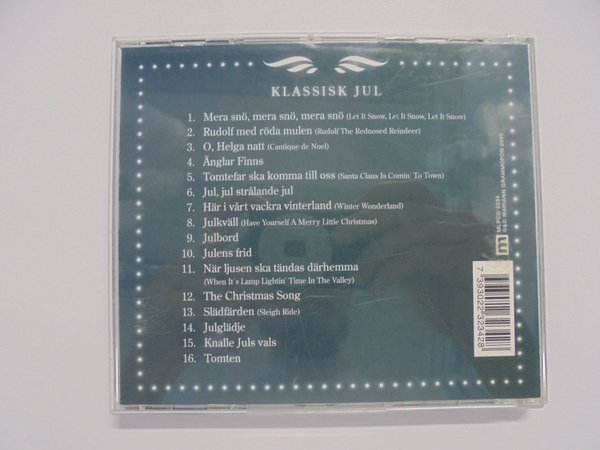 KLASSISK JUL
1. Mera snö, mera snö, mera snö (Let It Snow, Let It Snow, Let It Snow)
2. Rudolf med röda mulen (Rudolf The Rednosed Reindeer)
3. O, Helga natt (Cantique de Noel)
4. Änglar Finns
5. Tomtefar ska komma till oss (Santa Claus Is Comin´ To Town)
6. Jul, jul strålande jul
7. Här i vårt vackra vinterland (Winter Wonderland)
8. Julkväll (Have Yourself A Merry Little Christmas)
9. Julbord
10. Julens frid
11. När ljusen ska tändas därhemma
(When It´s Lamp Lightin´ Time In The Valley)
12. The Christmas Song
13. Slädfärden (Sleigh Ride)
14. Julglädje
15. Knalle Juls vals
16. Tomten
m
MARIANN GRAMMOFON
7 393022 323428